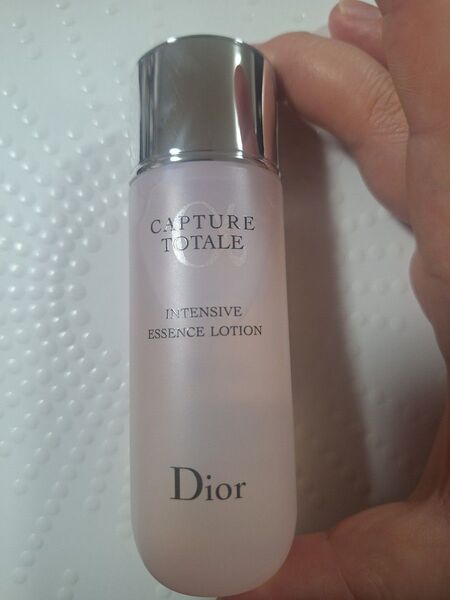 CAPTURE
TOTALE
INTENSIVE
ESSENCE LOTION
Dior